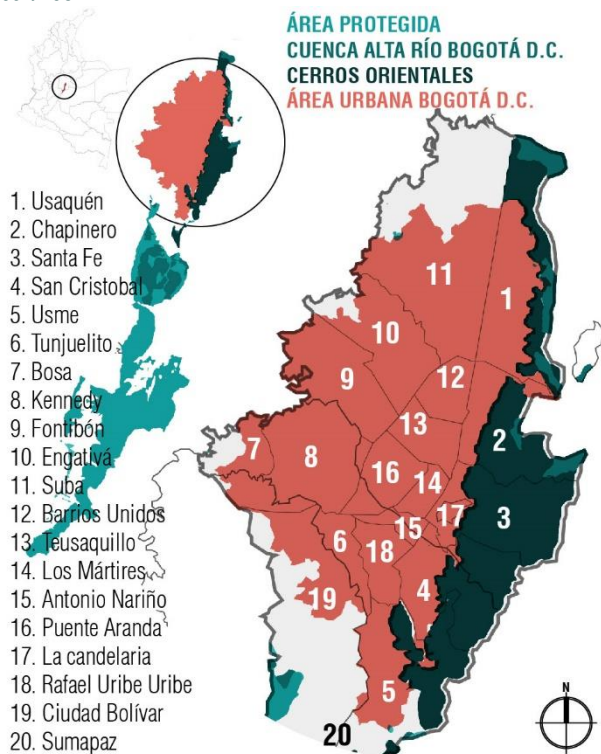 ÁREA PROTEGIDA
CUENCA ALTA RÍO BOGOTÁ D.C.
CERROS ORIENTALES
ÁREA URBANA BOGOTÁ D.C.
1. Usaquén
2. Chapinero
3. Santa Fe
4. San Cristobal
5. Usme
6. Tunjuelito
7. Bosa
8. Kennedy
9. Fontibón
10. Engativá
11. Suba
12. Barrios Unidos
13. Teusaquillo
14. Los Mártires
15. Antonio Nariño
16. Puente Aranda
17. La candelaria
18. Rafael Uribe Uribe
19. Ciudad Bolívar
20. Sumapaz
11
1
10
12
9
13
2
7
8
16
14
3
17
15
6
18
4
19
5
20
N